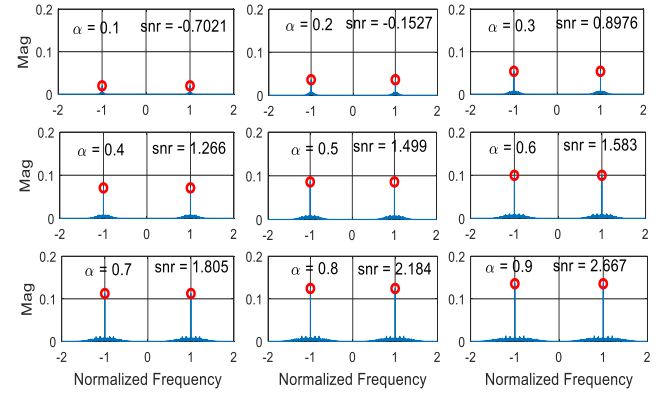 0.2
α = 0.1 snr = -0.7021
0.1
0
Mag
-2 -1 0 1 2
0.2
α = 0.2 snr = -0.1527
0.1
0
-2 -1 0 1 2
0.2
α = 0.3 snr = 0.8976
0.1
0
-2 -1 0 1 2
0.2
α = 0.4 snr = 1.266
0.1
0
Mag
-2 -1 0 1 2
0.2
α = 0.5 snr = 1.499
0.1
0
-2 -1 0 1 2
0.2
α = 0.6 snr = 1.583
0.1
0
-2 -1 0 1 2
0.2
α = 0.7 snr = 1.805
0.1
0
Mag
-2 -1 0 1 2
Normalized Frequency
0.2
α = 0.8 snr = 2.184
0.1
0
-2 -1 0 1 2
Normalized Frequency
0.2
α = 0.9 snr = 2.667
0.1
0
-2 -1 0 1 2
Normalized Frequency